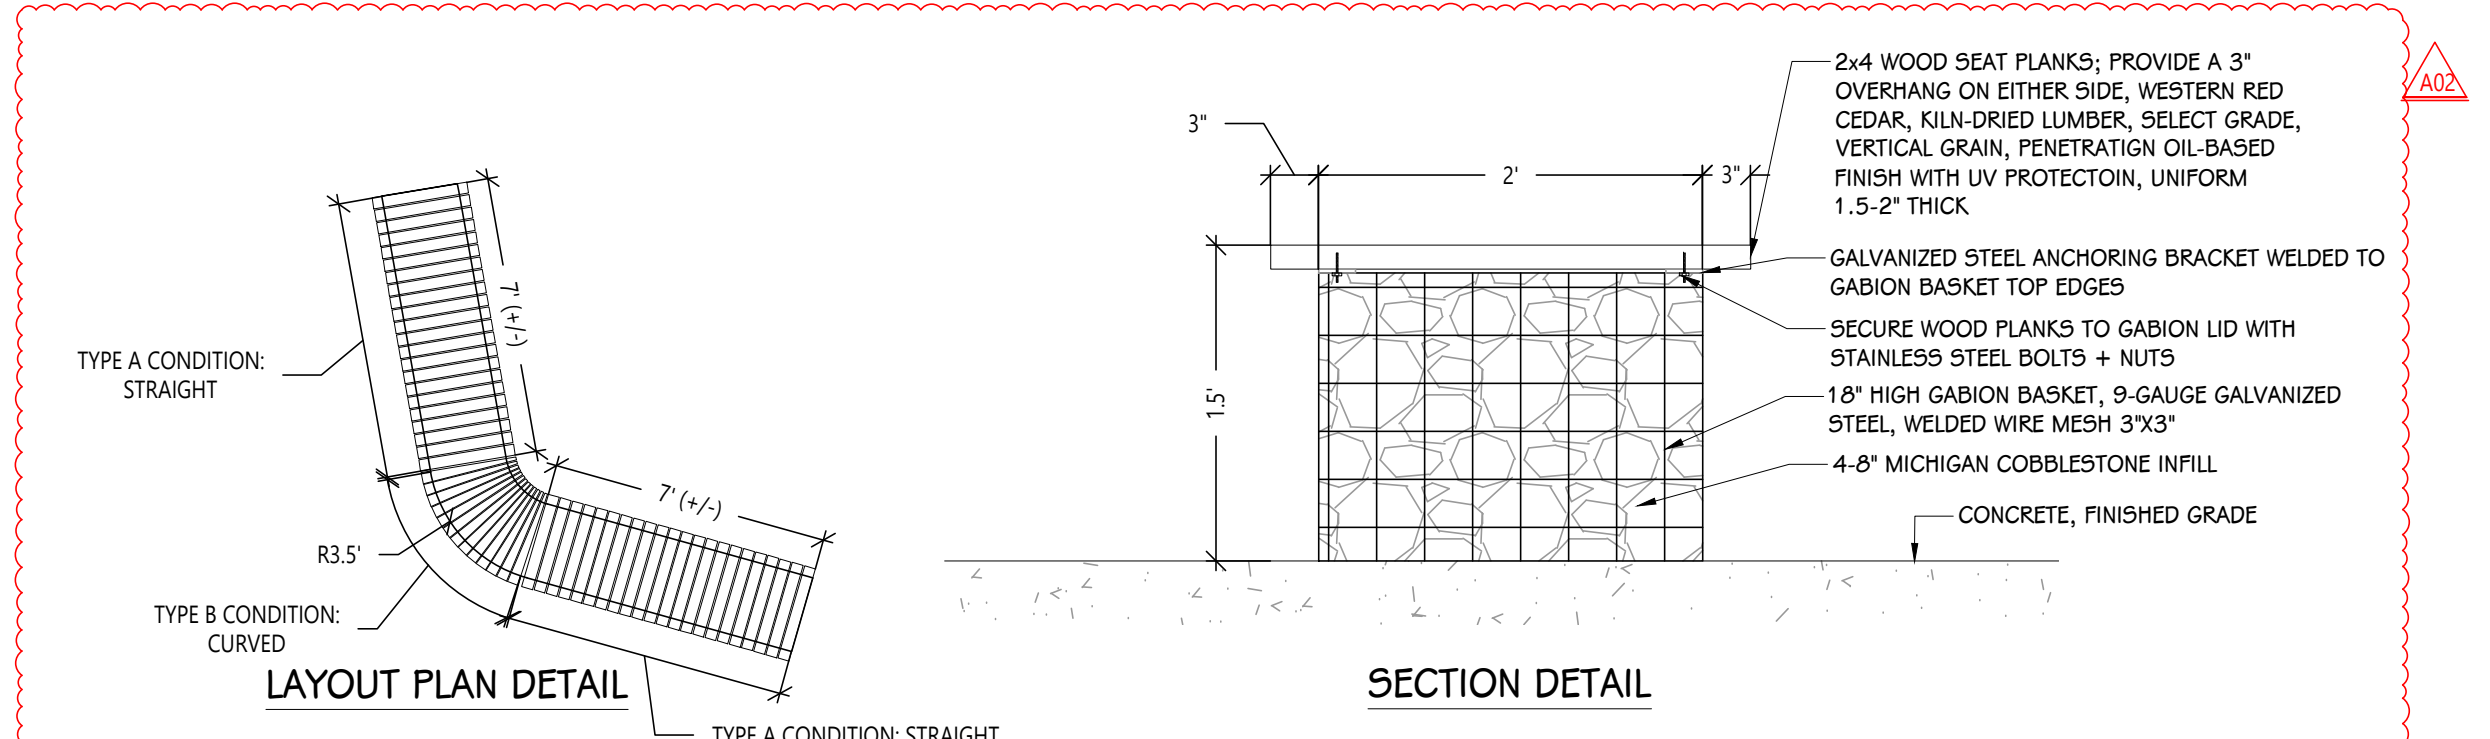 7' (+/-)
TYPE A CONDITION:
STRAIGHT
7' (+/-)
R3.5'
TYPE B CONDITION:
CURVED
LAYOUT PLAN DETAIL
TYPE A CONDITION: STRAIGHT
3"
2'
3"
1.5'
2x4 WOOD SEAT PLANKS; PROVIDE A 3"
OVERHANG ON EITHER SIDE, WESTERN RED
CEDAR, KILN-DRIED LUMBER, SELECT GRADE,
VERTICAL GRAIN, PENETRATIGN OIL-BASED
FINISH WITH UV PROTECTOIN, UNIFORM
1.5-2" THICK
GALVANIZED STEEL ANCHORING BRACKET WELDED TO
GABION BASKET TOP EDGES
SECURE WOOD PLANKS TO GABION LID WITH
STAINLESS STEEL BOLTS + NUTS
18" HIGH GABION BASKET, 9-GAUGE GALVANIZED
STEEL, WELDED WIRE MESH 3"X3"
4-8" MICHIGAN COBBLESTONE INFILL
CONCRETE, FINISHED GRADE
SECTION DETAIL
A02